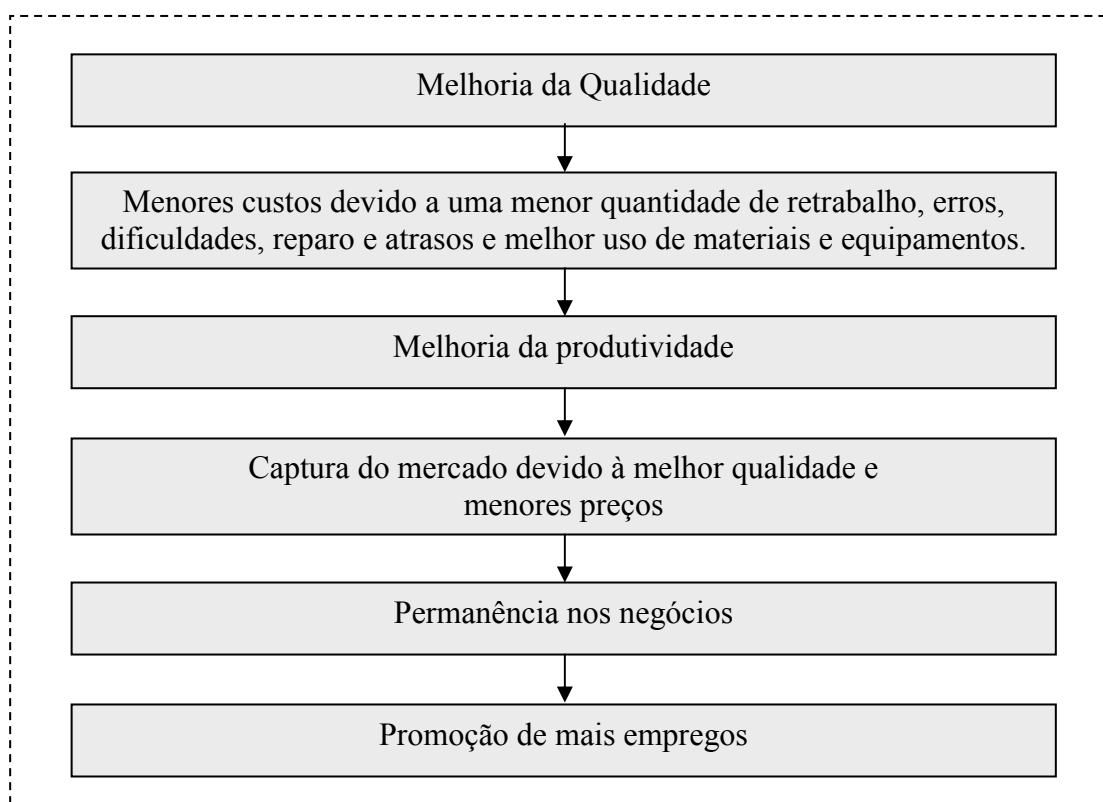 Melhoria da Qualidade
Menores custos devido a uma menor quantidade de retrabalho, erros,
dificuldades, reparo e atrasos e melhor uso de materiais e equipamentos.
Melhoria da produtividade
Captura do mercado devido à melhor qualidade e
menores preços
Permanência nos negócios
Promoção de mais empregos